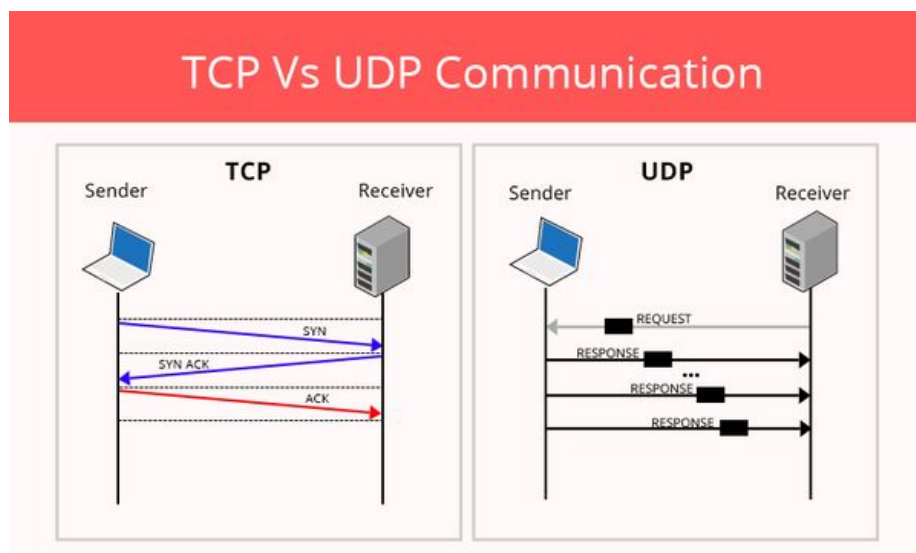 TCP Vs UDP Communication
TCP
Sender
Receiver
SYN
SYN ACK
ACK
UDP
Sender
Receiver
REQUEST
RESPONSE
...
RESPONSE
RESPONSE